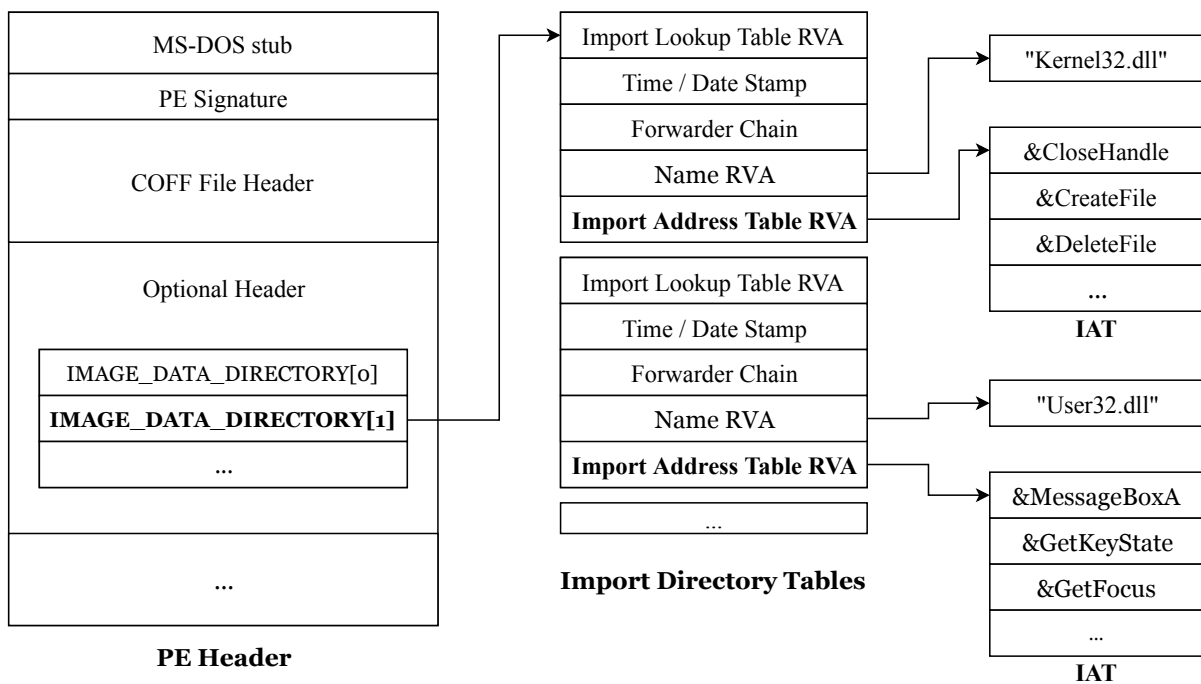 MS-DOS stub
PE Signature
COFF File Header
Optional Header
IMAGE_DATA_DIRECTORY[0]
IMAGE_DATA_DIRECTORY[1]
...
...
PE Header
Import Lookup Table RVA
Time / Date Stamp
Forwarder Chain
Name RVA
Import Address Table RVA
Import Lookup Table RVA
Time / Date Stamp
Forwarder Chain
Name RVA
Import Address Table RVA
...
Import Directory Tables
"Kernel32.dll"
&CloseHandle
&CreateFile
&DeleteFile
...
IAT
"User32.dll"
&MessageBoxA
&GetKeyState
&GetFocus
...
IAT